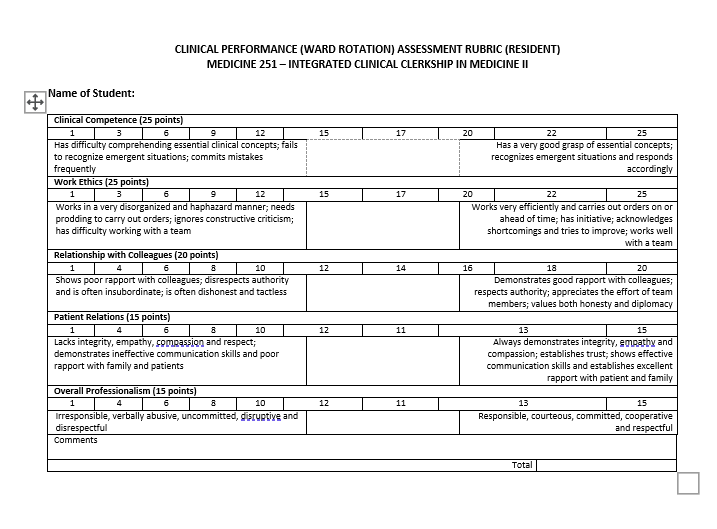 CLINICAL PERFORMANCE (WARD ROTATION) ASSESSMENT RUBRIC (RESIDENT)
MEDICINE 251 – INTEGRATED CLINICAL CLERKSHIP IN MEDICINE II
Name of Student:
Clinical Competence (25 points)
1 3 6 9 12 15 17 20 22 25
Has difficulty comprehending essential clinical concepts; fails
to recognize emergent situations; commits mistakes
frequently
Has a very good grasp of essential concepts;
recognizes emergent situations and responds
accordingly
Work Ethics (25 points)
1 3 6 9 12 15 17 20 22 25
Works in a very disorganized and haphazard manner; needs
prodding to carry out orders; ignores constructive criticism;
has difficulty working with a team
Works very efficiently and carries out orders on or
ahead of time; has initiative; acknowledges
shortcomings and tries to improve; works well
with a team
Relationship with Colleagues (20 points)
1 4 6 8 10 12 14 16 18 20
Shows poor rapport with colleagues; disrespects authority
and is often insubordinate; is often dishonest and tactless
Demonstrates good rapport with colleagues;
respects authority; appreciates the effort of team
members; values both honesty and diplomacy
Patient Relations (15 points)
1 4 6 8 10 12 11 13 15
Lacks integrity, empathy, compassion and respect;
demonstrates ineffective communication skills and poor
rapport with family and patients
Always demonstrates integrity, empathy and
compassion; establishes trust; shows effective
communication skills and establishes excellent
rapport with patient and family
Overall Professionalism (15 points)
1 4 6 8 10 12 11 13 15
Irresponsible, verbally abusive, uncommitted, disruptive and
disrespectful
Responsible, courteous, committed, cooperative
and respectful
Comments
Total